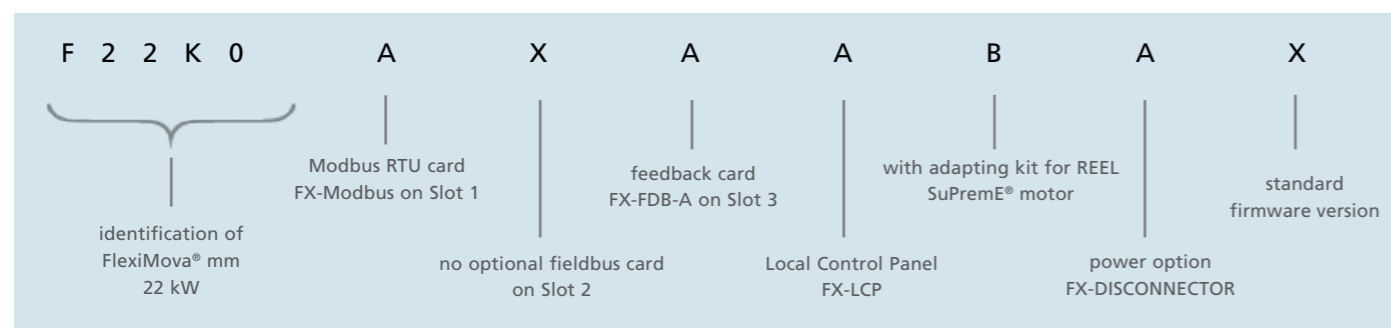 F 2 2 K 0 A X A A B A X
Modbus RTU card
FX-Modbus on Slot 1
feedback card
FX-FDB-A on Slot 3
with adapting kit for REEL
SuPremE® motor
standard
firmware version
identification of
FlexiMova® mm
22 kW
no optional fieldbus card
on Slot 2
Local Control Panel
FX-LCP
power option
FX-DISCONNECTOR